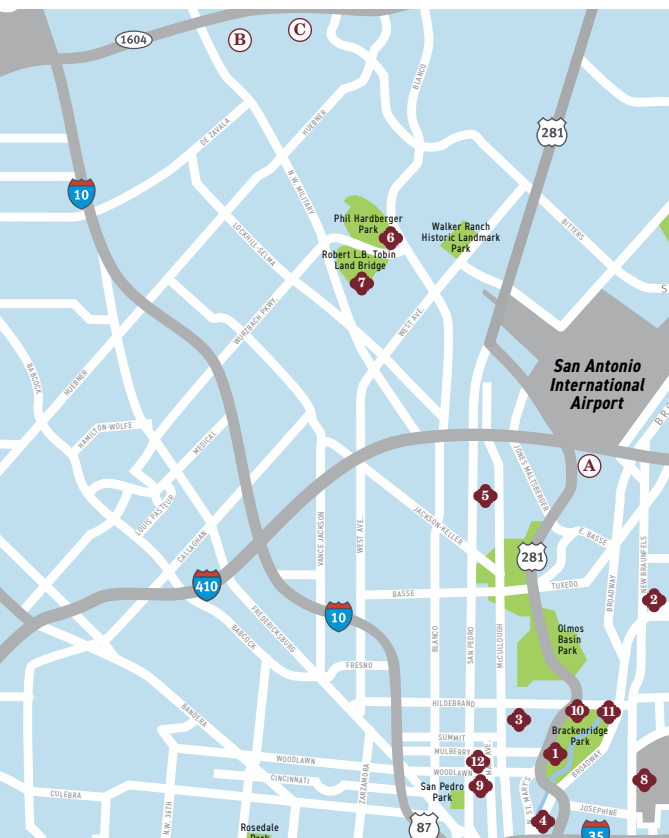 B
C
1604
BLANCO
HUEBNER
DE ZAVALA
281
10
N.W. MILITARY
Phil Hardberger
Park
6
Walker Ranch
Historic Landmark
Park
BITTERS
LOCKHILL-SELMA
Robert L.B. Tobin
Land Bridge
7
S
WURZBACH PKWY.
WEST AVE.
San Antonio
International
Airport
BABCOCK
HUEBNER
BRO
HAMILTON-WOLFE
MEDICAL
A
JONES MALTSBERGER
5
LOUIS PASTEUR
JACKSON-KELLER
VANCE JACKSON
WEST AVE.
E. BASSE
CALLAGHAN
281
410
BASSE
TUXEDO
BROADWAY
NEW BRAUNFELS
2
10
FREDERICKSBURG
BABCOCK
BLANCO
SAN PEDRO
McCULLOUGH
Olmos
Basin
Park
FRESNO
BANDERA
HILDEBRAND
10
11
3
Brackenridge
Park
SUMMIT
MULBERRY
1
WOODLAWN
12
WOODLAWN
BROADWAY
CINCINNATI
ZARZAMORA
8
San Pedro
Park
9
CULEBRA
N.W. 36TH
ST. MARY'S
JOSEPHINE
4
Rosedale
87
35